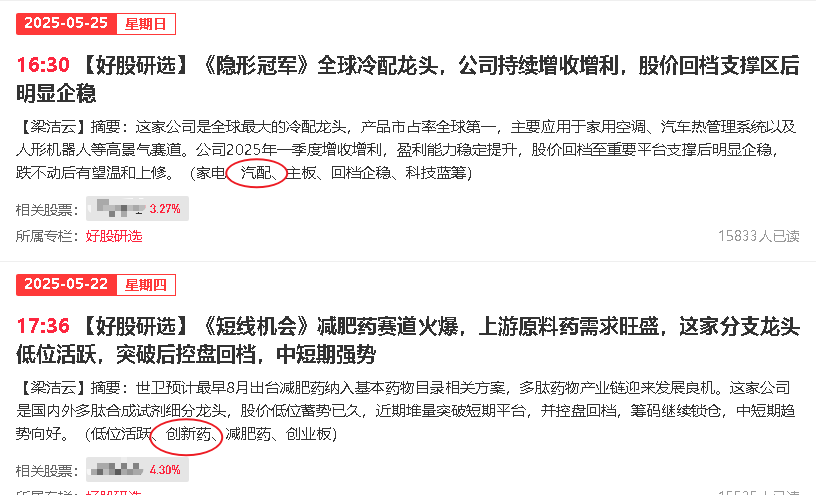 2025-05-25 星期日
16:30 【好股研选】《隐形冠军》全球冷配龙头，公司持续增收增利，股价回档支撑区后
明显企稳
【梁洁云】摘要：这家公司是全球最大的冷配龙头，产品市占率全球第一，主要应用于家用空调、汽车热管理系统以及
人形机器人等高景气赛道。公司2025年一季度增收增利，盈利能力稳定提升，股价回档至重要平台支撑后明显企稳，
跌不动后有望温和上修。（家电、汽配、主板、回档企稳、科技蓝筹）
相关股票： 3.27%
所属专栏：好股研选 15833人已读
2025-05-22 星期四
17:36 【好股研选】《短线机会》减肥药赛道火爆，上游原料药需求旺盛，这家分支龙头
低位活跃，突破后控盘回档，中短期强势
【梁洁云】摘要：世卫预计最早8月出台减肥药纳入基本药物目录相关方案，多肽药物产业链迎来发展良机。这家公司
是国内外多肽合成试剂细分龙头，股价低位蓄势已久，近期堆量突破短期平台，并控盘回档，筹码继续锁仓，中短期趋
势向好。（低位活跃、创新药、减肥药、创业板）
相关股票： 4.30%